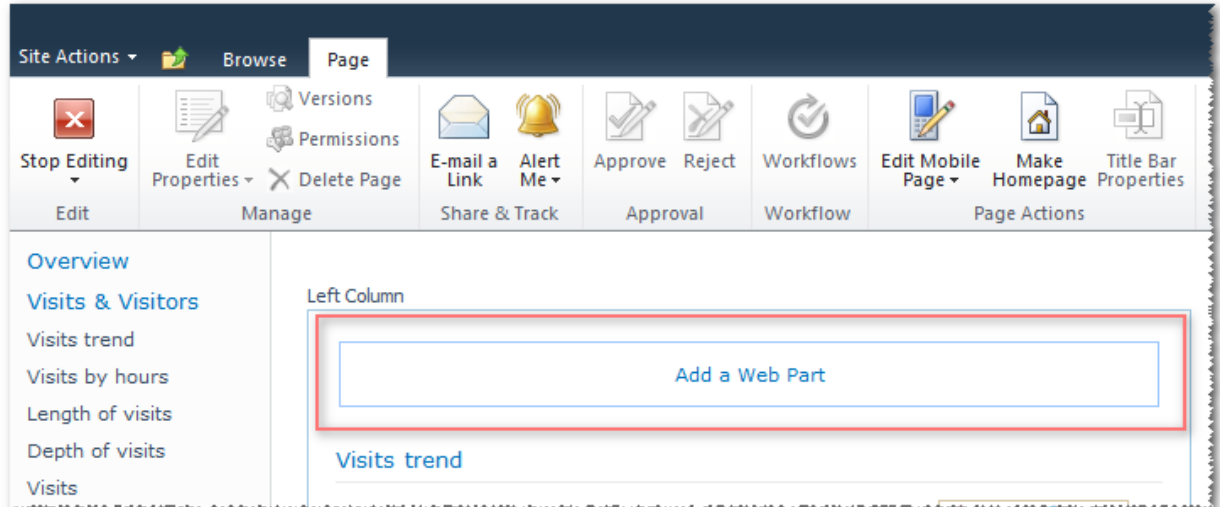 Site Actions Browse Page
Versions
Permissions
Delete Page
Stop Editing
Edit
Properties
E-mail a
Link
Alert
Me
Approve
Reject
Workflows
Edit Mobile
Page
Make
Homepage
Title Bar
Properties
Edit
Manage
Share & Track
Approval
Workflow
Page Actions
Overview
Visits & Visitors
Visits trend
Visits by hours
Length of visits
Depth of visits
Visits
Left Column
Add a Web Part
Visits trend